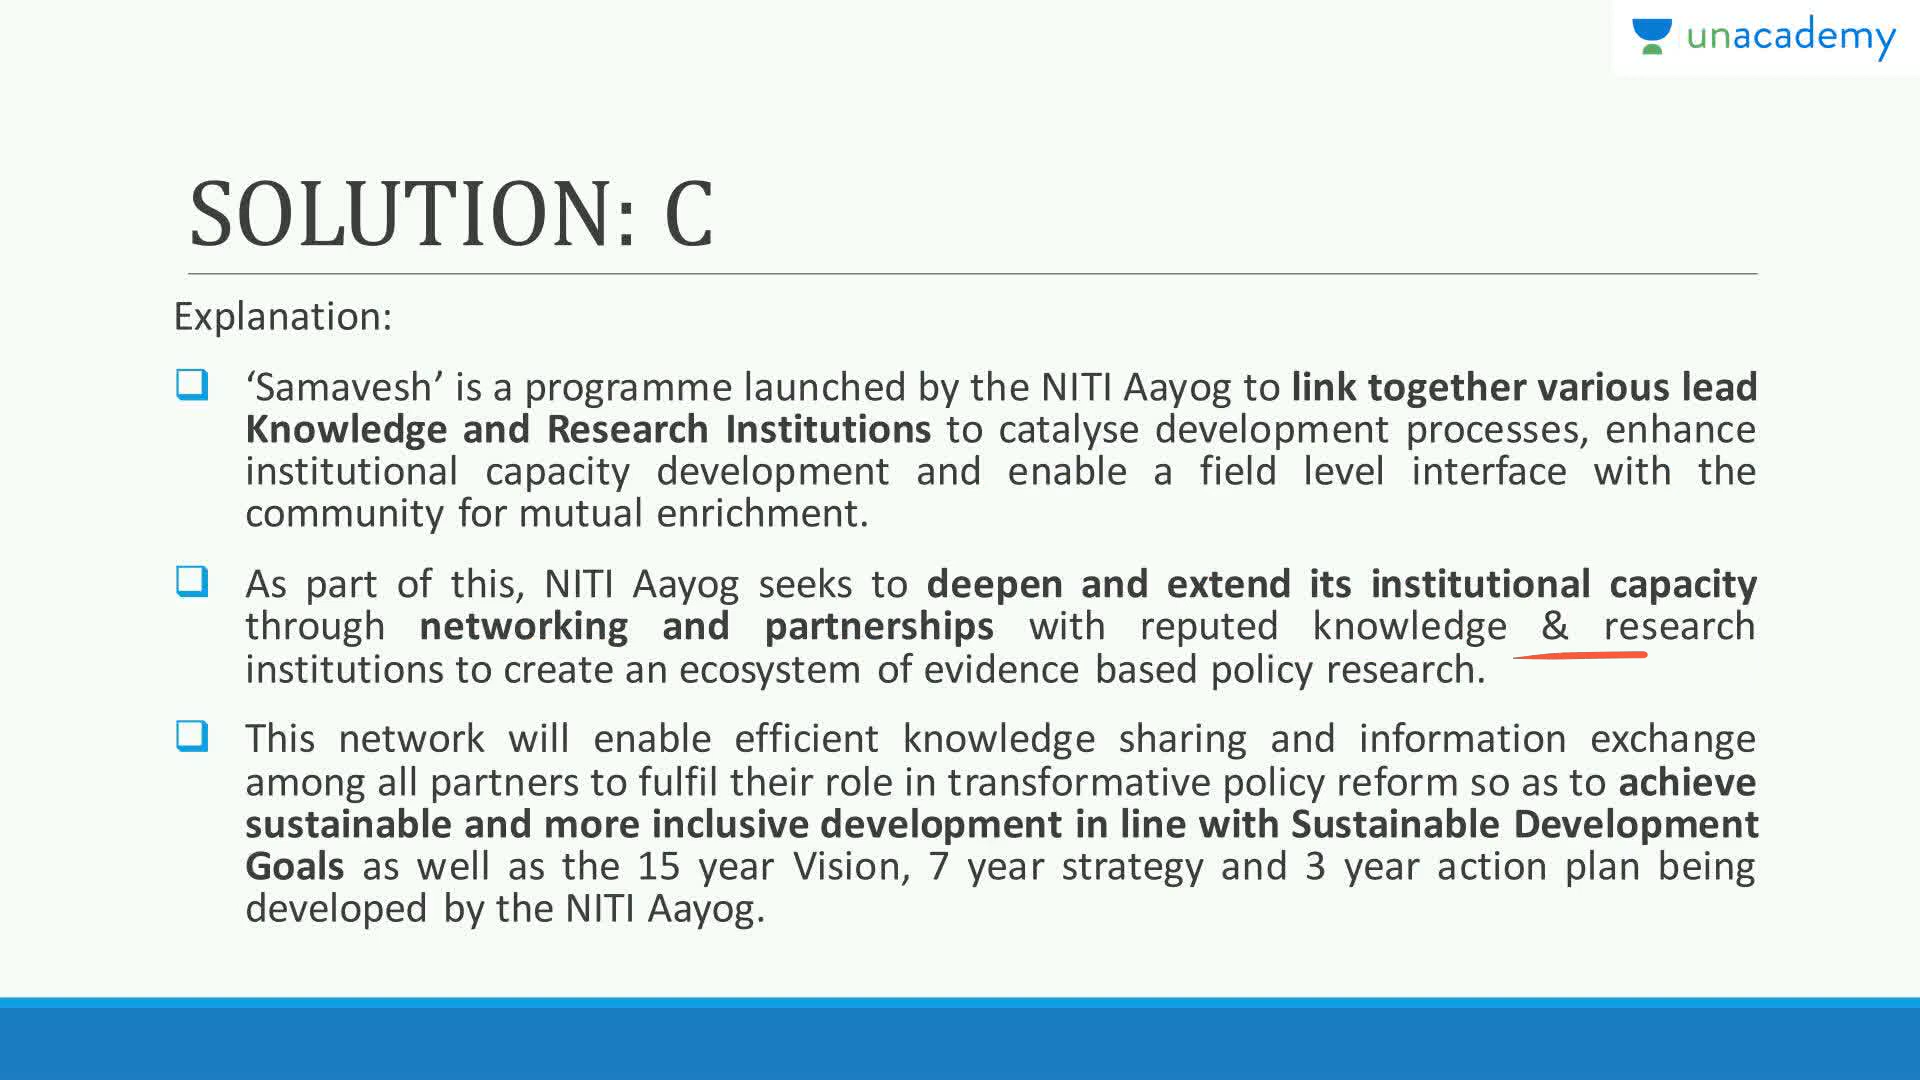 unacademy
SOLUTION: C
Explanation:
❑ ‘Samavesh’ is a programme launched by the NITI Aayog to link together various lead
Knowledge and Research Institutions to catalyse development processes, enhance
institutional capacity development and enable a field level interface with the
community for mutual enrichment.
❑ As part of this, NITI Aayog seeks to deepen and extend its institutional capacity
through networking and partnerships with reputed knowledge & research
institutions to create an ecosystem of evidence based policy research.
❑ This network will enable efficient knowledge sharing and information exchange
among all partners to fulfil their role in transformative policy reform so as to achieve
sustainable and more inclusive development in line with Sustainable Development
Goals as well as the 15 year Vision, 7 year strategy and 3 year action plan being
developed by the NITI Aayog.